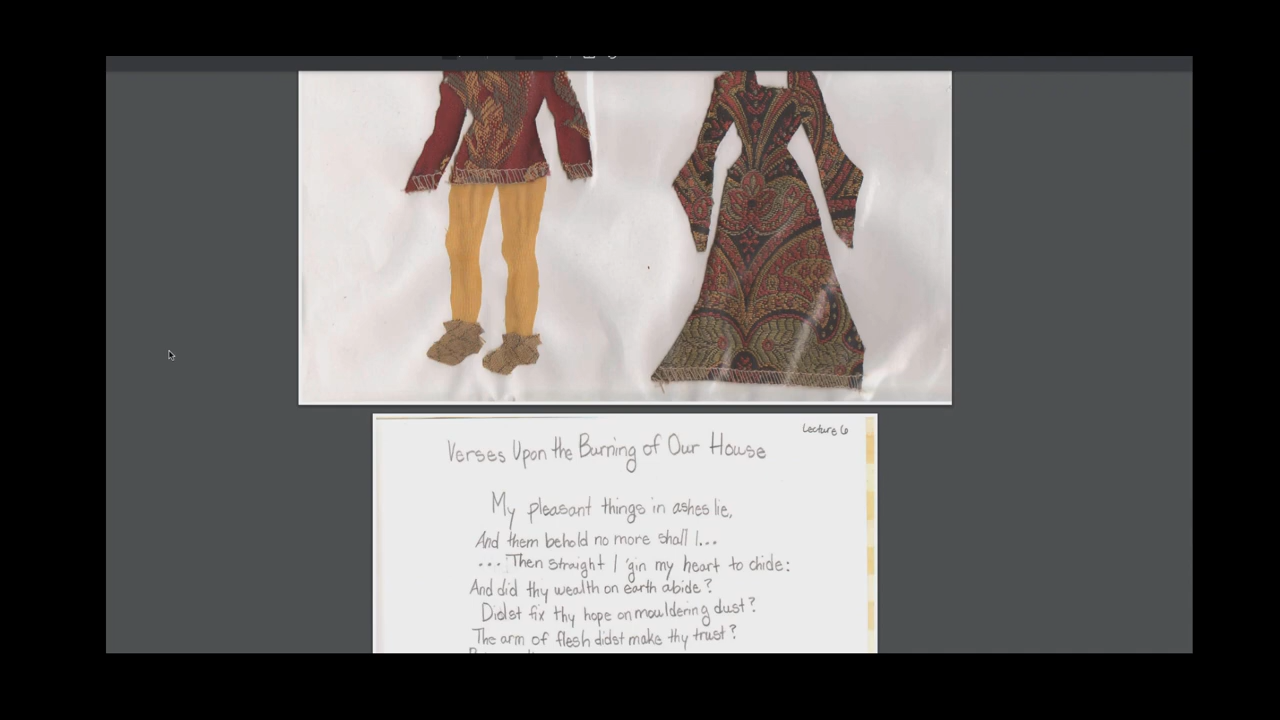 Lecture 6
Verses Upon the Burning of Our House
My pleasant things in ashes lie,
And them behold no more shall I...
... Then straight I 'gin my heart to chide:
And did thy wealth on earth abide?
Didst fix thy hope on mouldering dust?
The arm of flesh didst make thy trust?